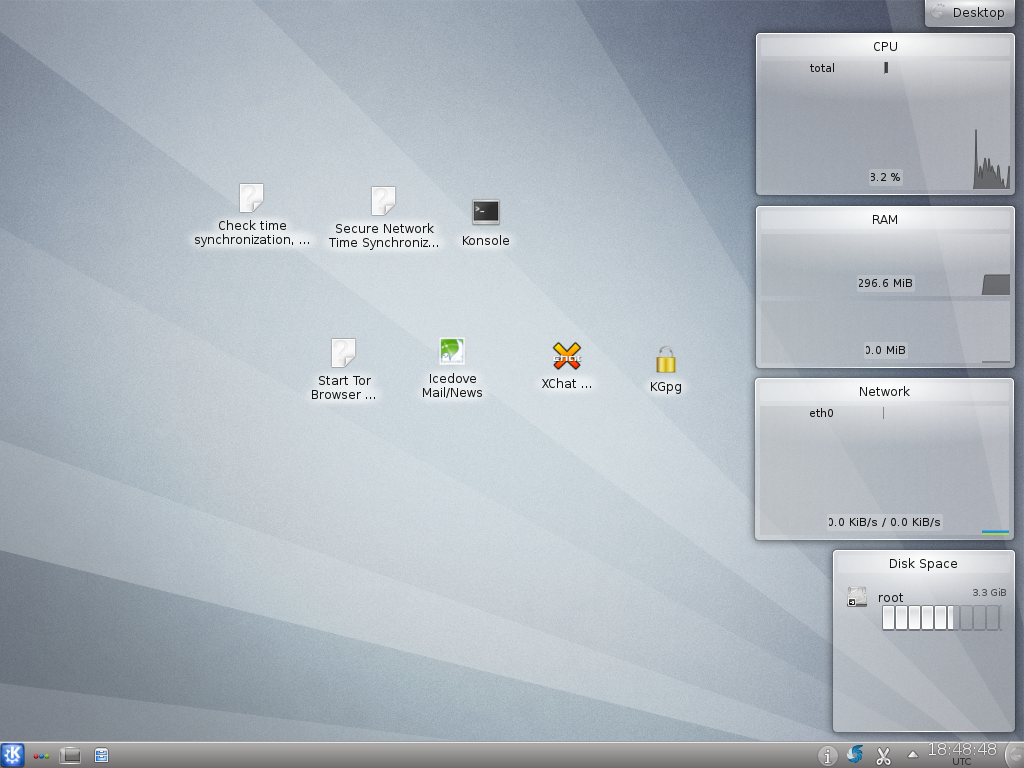 Desktop
CPU
total
3.2 %
RAM
296.6 MiB
0.0 MiB
Network
eth0
0.0 KiB/s / 0.0 KiB/s
Disk Space
root
3.3 GiB
Check time
synchronization, ...
Secure Network
Time Synchroniz...
Konsole
Start Tor
Browser ...
Icedove
Mail/News
XChat ...
KGpg
18:48:48
UTC